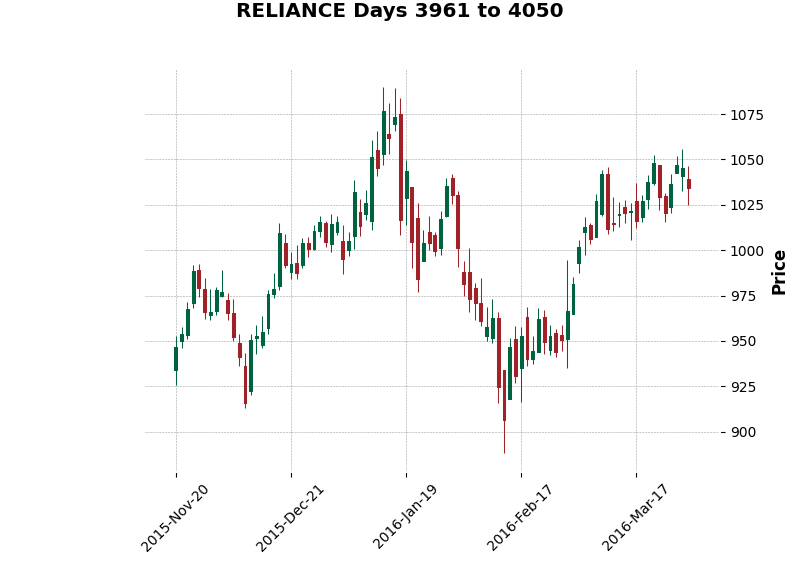 RELIANCE Days 3961 to 4050
1075
1050
1025
1000
975
950
925
900
Price
2015-Nov-20
2015-Dec-21
2016-Jan-19
2016-Feb-17
2016-Mar-17